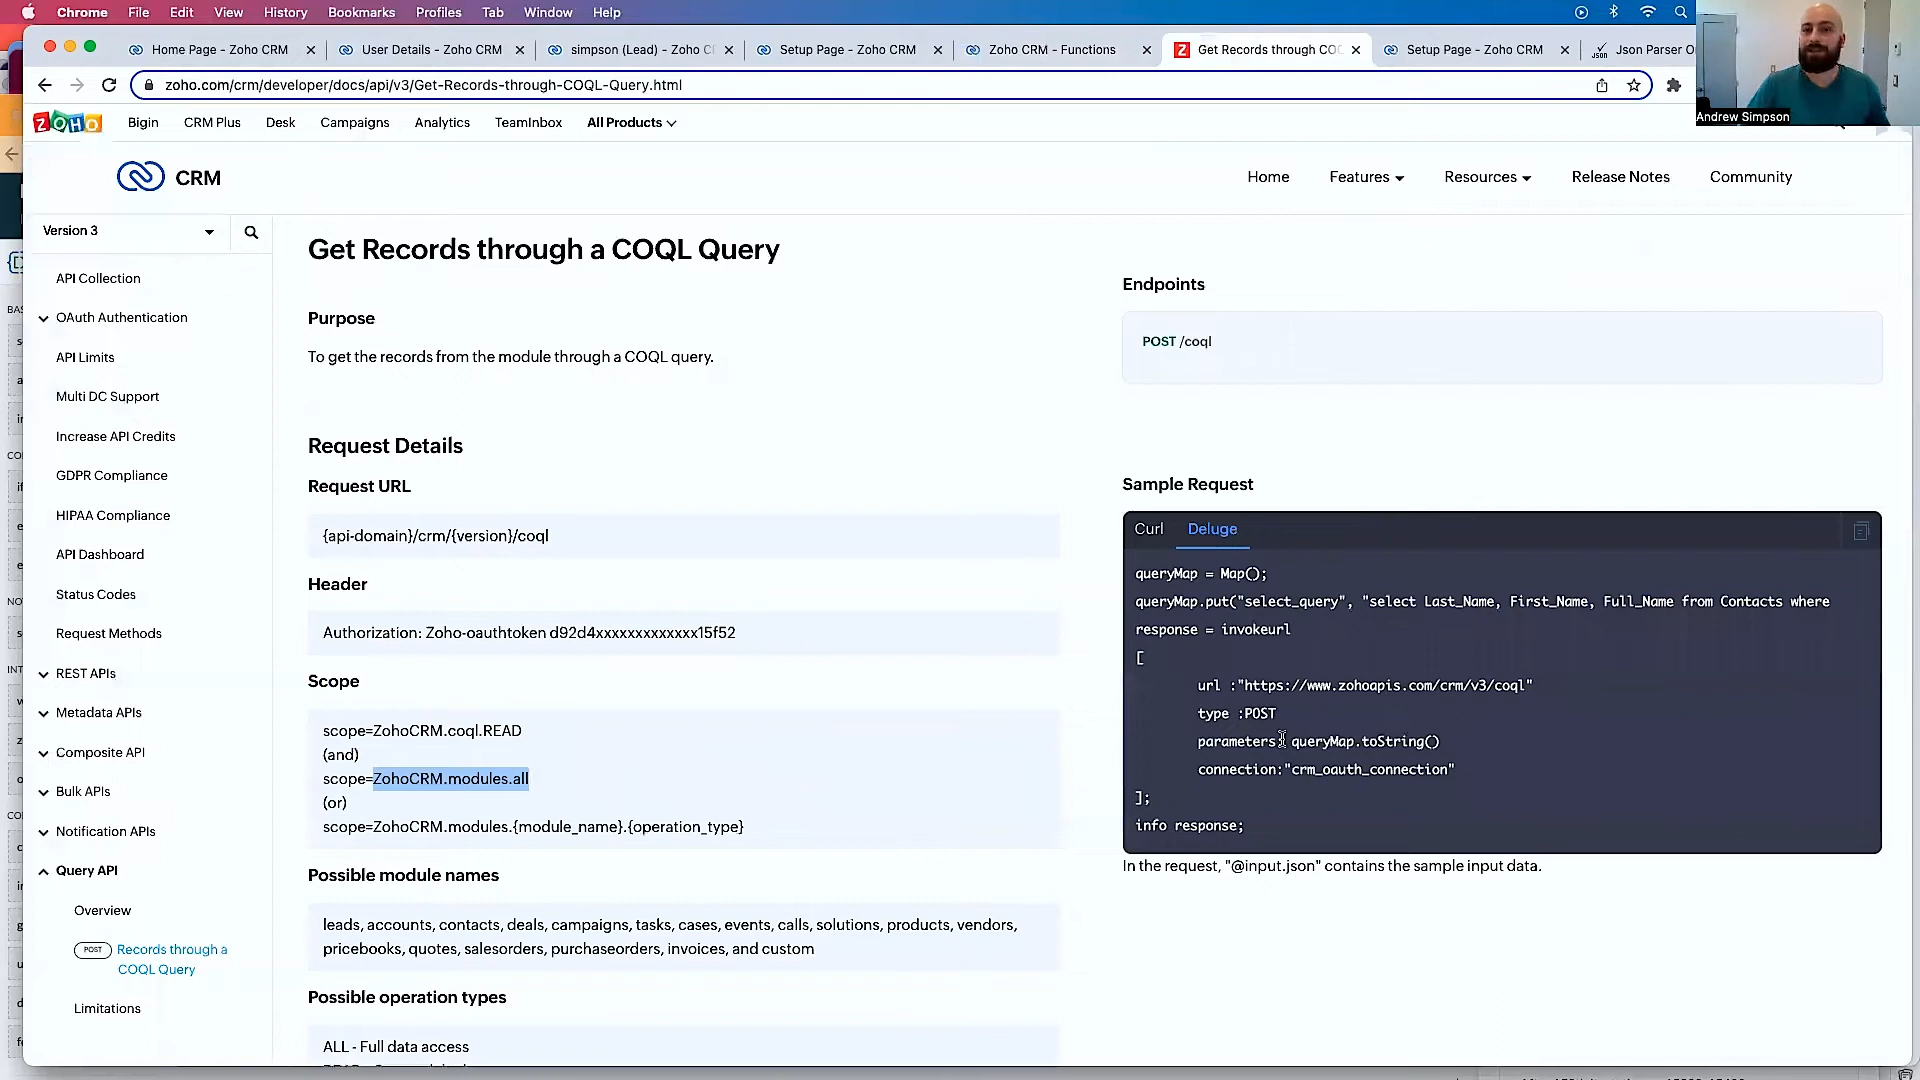 Chrome File Edit View History Bookmarks Profiles Tab Window Help
Home Page - Zoho CRM
User Details - Zoho CRM
simpson (Lead) - Zoho C
Setup Page - Zoho CRM
Zoho CRM - Functions
Get Records through COQ
Setup Page - Zoho CRM
Json Parser O
zoho.com/crm/developer/docs/api/v3/Get-Records-through-COQL-Query.html
Andrew Simpson
ZOHO Bigin CRM Plus Desk Campaigns Analytics TeamInbox All Products
CRM
Home Features Resources Release Notes Community
Version 3
API Collection
OAuth Authentication
API Limits
Multi DC Support
Increase API Credits
GDPR Compliance
HIPAA Compliance
API Dashboard
Status Codes
Request Methods
REST APIs
Metadata APIs
Composite API
Bulk APIs
Notification APIs
Query API
Overview
POST Records through a
COQL Query
Limitations
Get Records through a COQL Query
Purpose
To get the records from the module through a COQL query.
Request Details
Request URL
{api-domain}/crm/{version}/coql
Header
Authorization: Zoho-oauthtoken d92d4xxxxxxxxxxxxx15f52
Scope
scope=ZohoCRM.coql.READ
(and)
scope=ZohoCRM.modules.all
(or)
scope=ZohoCRM.modules.{module_name}.{operation_type}
Possible module names
leads, accounts, contacts, deals, campaigns, tasks, cases, events, calls, solutions, products, vendors,
pricebooks, quotes, salesorders, purchaseorders, invoices, and custom
Possible operation types
ALL - Full data access
Endpoints
POST /coql
Sample Request
Curl Deluge
queryMap = Map();
queryMap.put("select_query", "select Last_Name, First_Name, Full_Name from Contacts where
response = invokeurl
[
url :"https://www.zohoapis.com/crm/v3/coql"
type :POST
parameters: queryMap.toString()
connection:"crm_oauth_connection"
];
info response;
In the request, "@input.json" contains the sample input data.